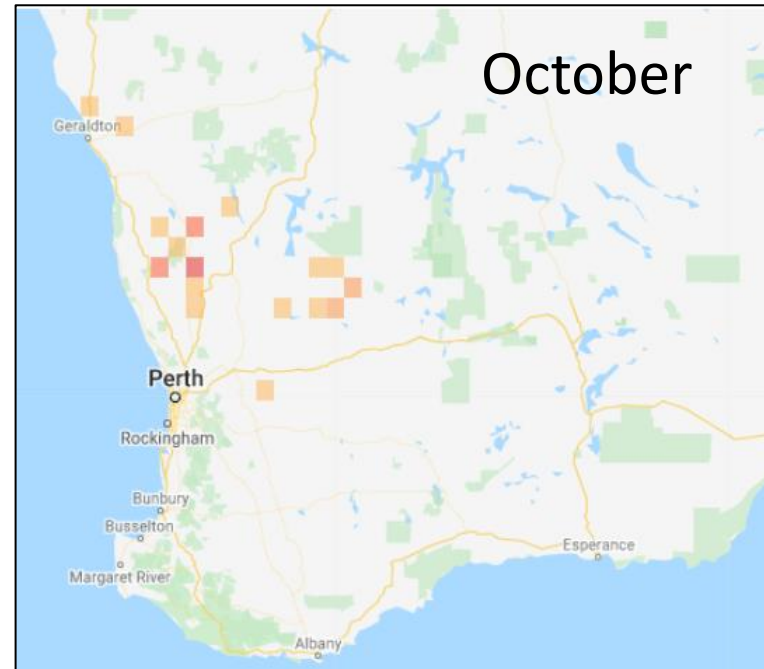 October
Geraldton
Perth
Rockingham
Bunbury
Busselton
Margaret River
Esperance
Albany